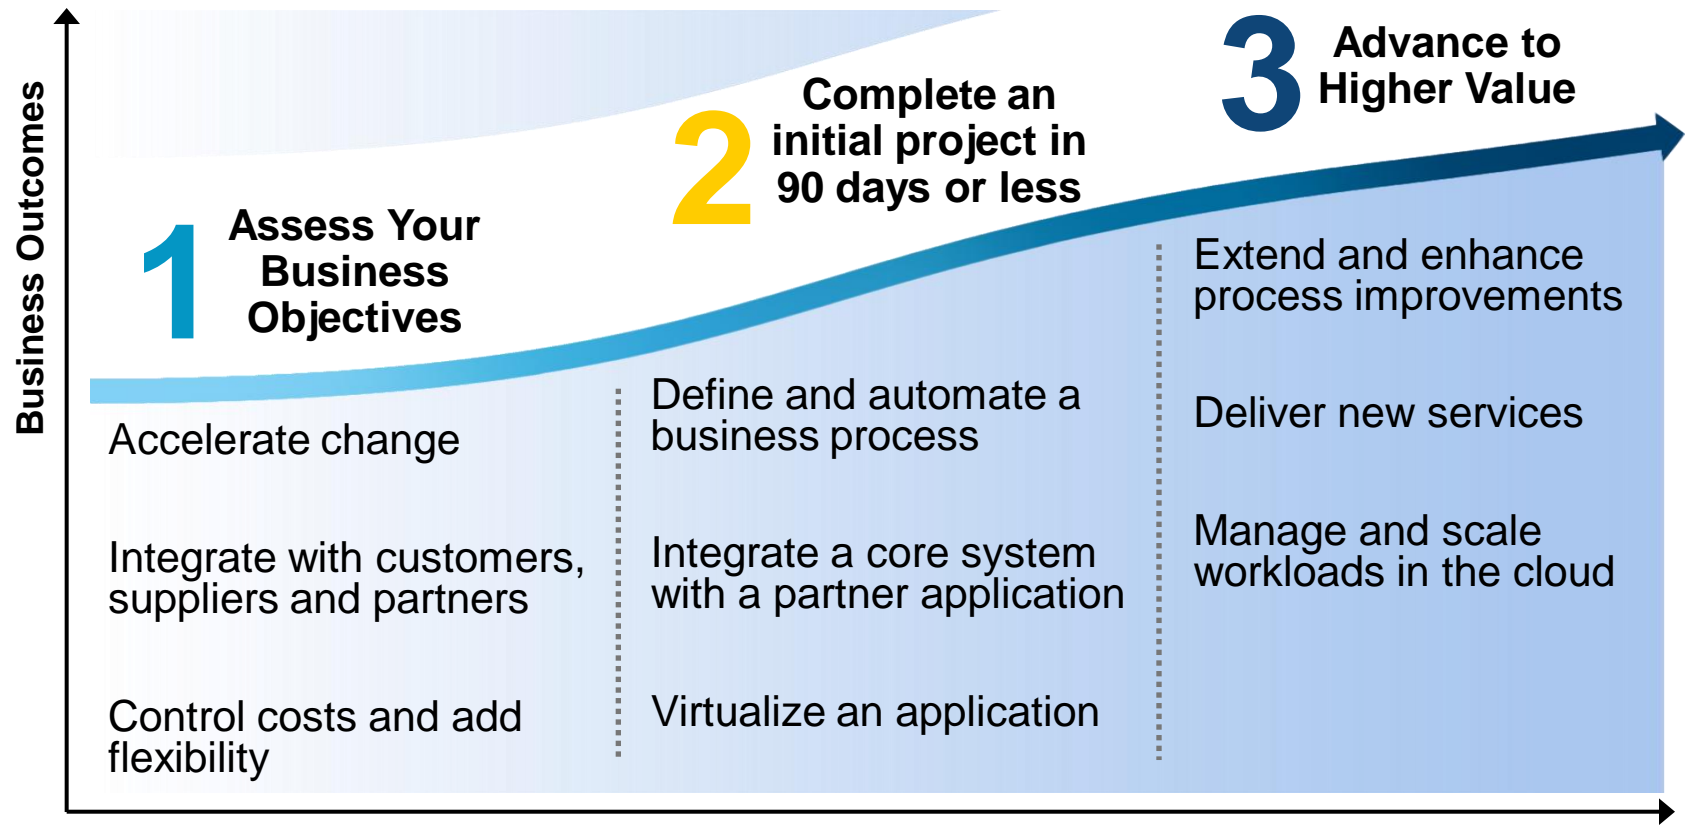 Business Outcomes
1
Assess Your
Business
Objectives
Accelerate change
Integrate with customers,
suppliers and partners
Control costs and add
flexibility
2
Complete an
initial project in
90 days or less
Define and automate a
business process
Integrate a core system
with a partner application
Virtualize an application
3
Advance to
Higher Value
Extend and enhance
process improvements
Deliver new services
Manage and scale
workloads in the cloud